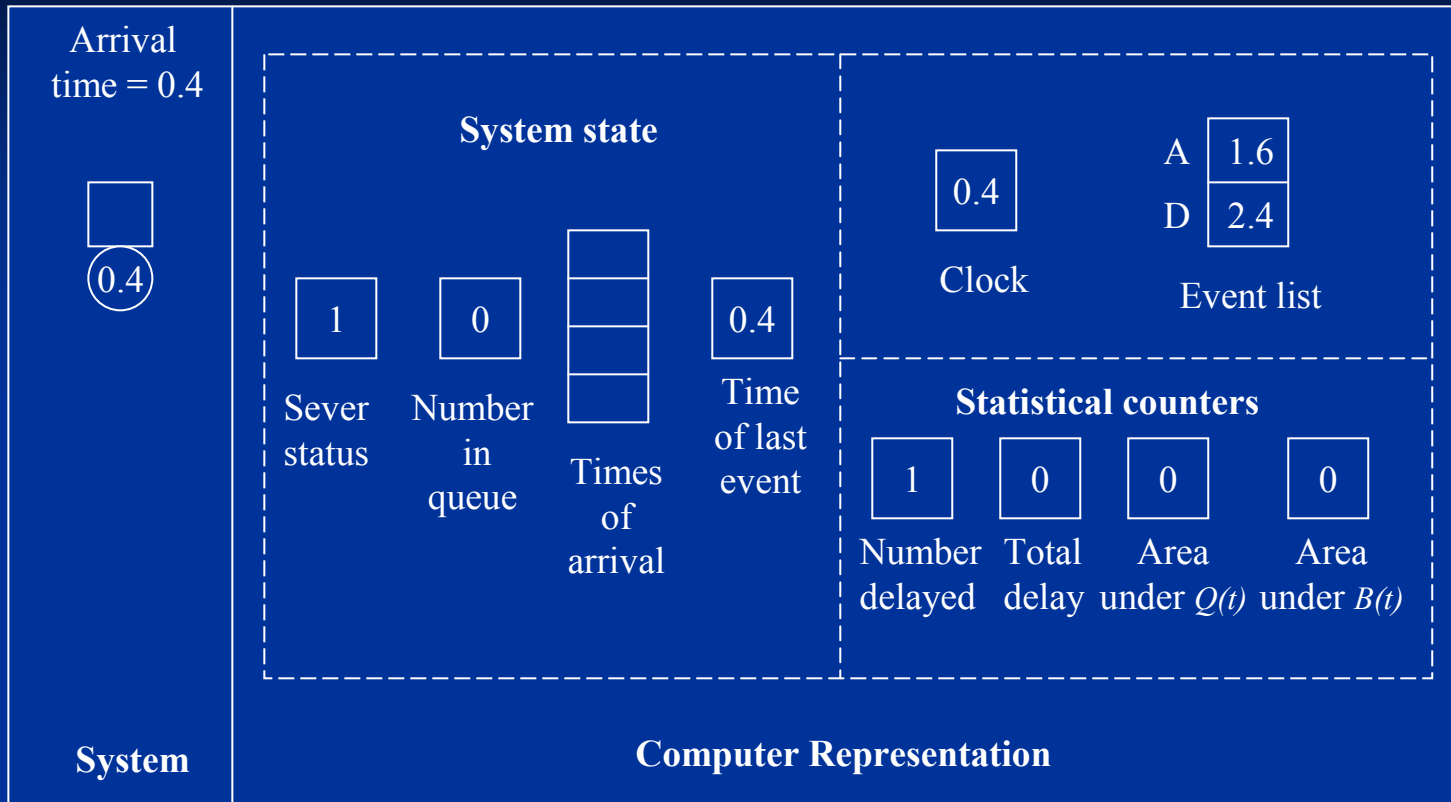 Arrival
time = 0.4
0.4
System
System state
1
Sever
status
0
Number
in
queue
Times
of
arrival
0.4
Time
of last
event
0.4
Clock
A 1.6
D 2.4
Event list
Statistical counters
1
Number
delayed
0
Total
delay
0
Area
under Q(t)
0
Area
under B(t)
Computer Representation